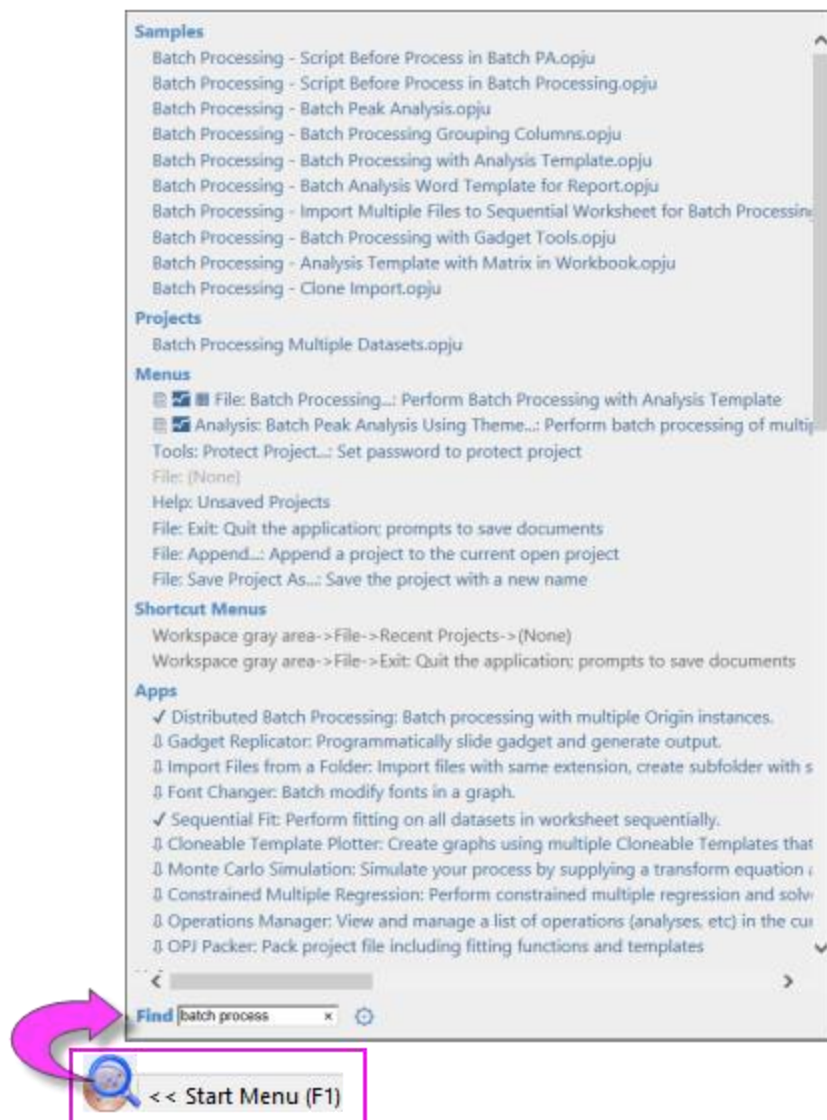 Samples
Batch Processing - Script Before Process in Batch PA.opju
Batch Processing - Script Before Process in Batch Processing.opju
Batch Processing - Batch Peak Analysis.opju
Batch Processing - Batch Processing Grouping Columns.opju
Batch Processing - Batch Processing with Analysis Template.opju
Batch Processing - Batch Analysis Word Template for Report.opju
Batch Processing - Import Multiple Files to Sequential Worksheet for Batch Processing
Batch Processing - Batch Processing with Gadget Tools.opju
Batch Processing - Analysis Template with Matrix in Workbook.opju
Batch Processing - Clone Import.opju
Projects
Batch Processing Multiple Datasets.opju
Menus
File: Batch Processing...: Perform Batch Processing with Analysis Template
Analysis: Batch Peak Analysis Using Theme...: Perform batch processing of
Tools: Protect Project...: Set password to protect project
File: (None)
Help: Unsaved Projects
File: Exit: Quit the application; prompts to save documents
File: Append...: Append a project to the current open project
File: Save Project As...: Save the project with a new name
Shortcut Menus
Workspace gray area->File->Recent Projects->(None)
Workspace gray area->File->Exit: Quit the application; prompts to save documents
Apps
✓ Distributed Batch Processing: Batch processing with multiple Origin instances.
Gadget Replicator: Programmatically slide gadget and generate output.
Import Files from a Folder: Import files with same extension, create subfolder with s
Font Changer: Batch modify fonts in a graph.
✓ Sequential Fit: Perform fitting on all datasets in worksheet sequentially.
Cloneable Template Plotter: Create graphs using multiple Cloneable Templates that
Monte Carlo Simulation: Simulate your process by supplying a transform equation
Constrained Multiple Regression: Perform constrained multiple regression and solv
Operations Manager: View and manage a list of operations (analyses, etc) in the cur
OPJ Packer: Pack project file including fitting functions and templates
Find batch process ×
<< Start Menu (F1)